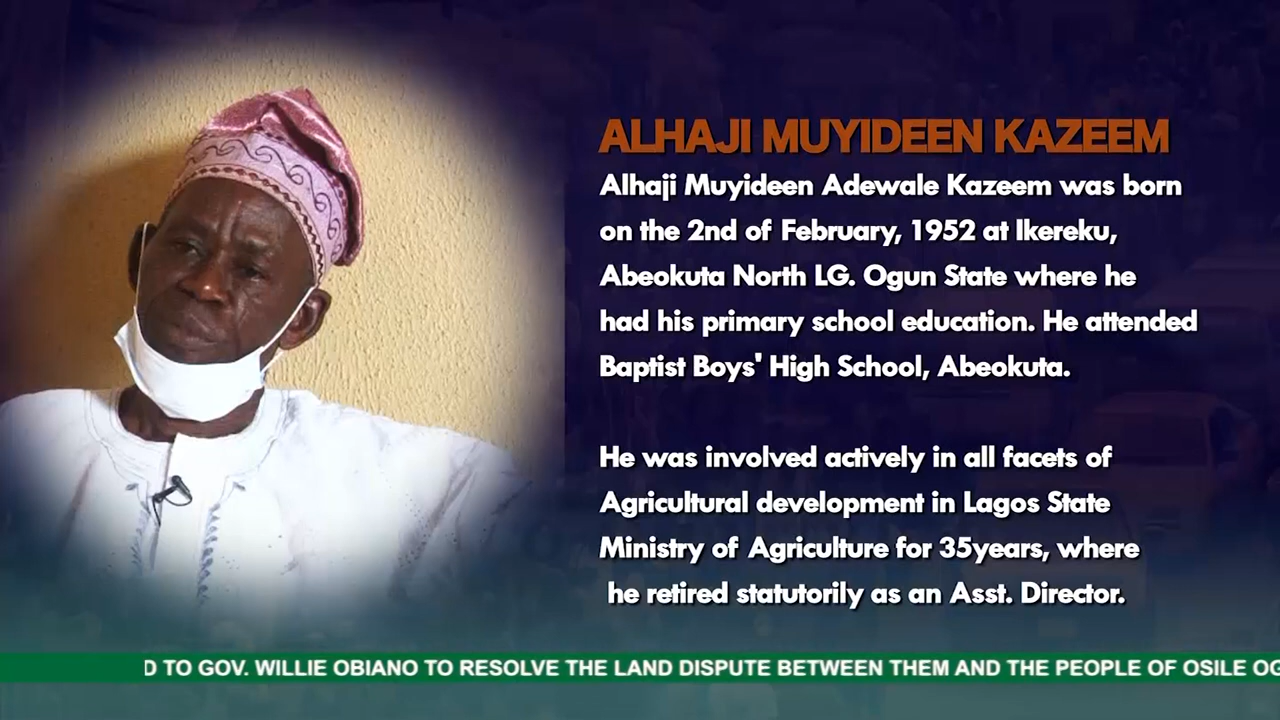 ALHAJI MUYIDEEN KAZEEM
Alhaji Muyideen Adewale Kazeem was born
on the 2nd of February, 1952 at Ikereku,
Abeokuta North LG. Ogun State where he
had his primary school education. He attended
Baptist Boys' High School, Abeokuta.
He was involved actively in all facets of
Agricultural development in Lagos State
Ministry of Agriculture for 35years, where
he retired statutorily as an Asst. Director.
D TO GOV. WILLIE OBIANO TO RESOLVE THE LAND DISPUTE BETWEEN THEM AND THE PEOPLE OF OSILE OG